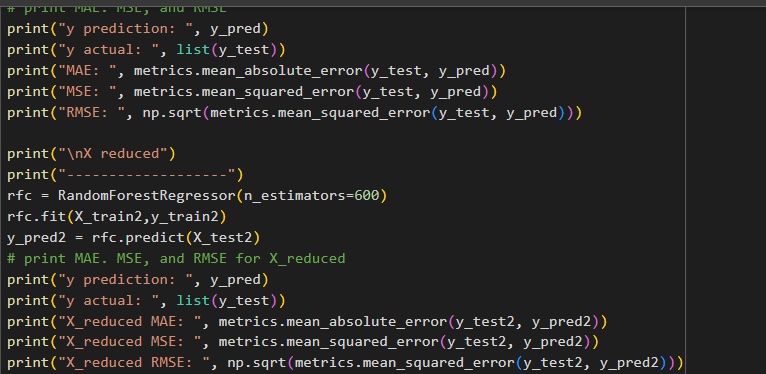 # print MAE. MSE, and RMSE
print("y prediction: ", y_pred)
print("y actual: ", list(y_test))
print("MAE: ", metrics.mean_absolute_error(y_test, y_pred))
print("MSE: ", metrics.mean_squared_error(y_test, y_pred))
print("RMSE: ", np.sqrt(metrics.mean_squared_error(y_test, y_pred)))
print("\nX reduced")
print("-------------------")
rfc = RandomForestRegressor(n_estimators=600)
rfc.fit(X_train2,y_train2)
y_pred2 = rfc.predict(X_test2)
# print MAE. MSE, and RMSE for X_reduced
print("y prediction: ", y_pred)
print("y actual: ", list(y_test))
print("X_reduced MAE: ", metrics.mean_absolute_error(y_test2, y_pred2))
print("X_reduced MSE: ", metrics.mean_squared_error(y_test2, y_pred2))
print("X_reduced RMSE: ", np.sqrt(metrics.mean_squared_error(y_test2, y_pred2)))